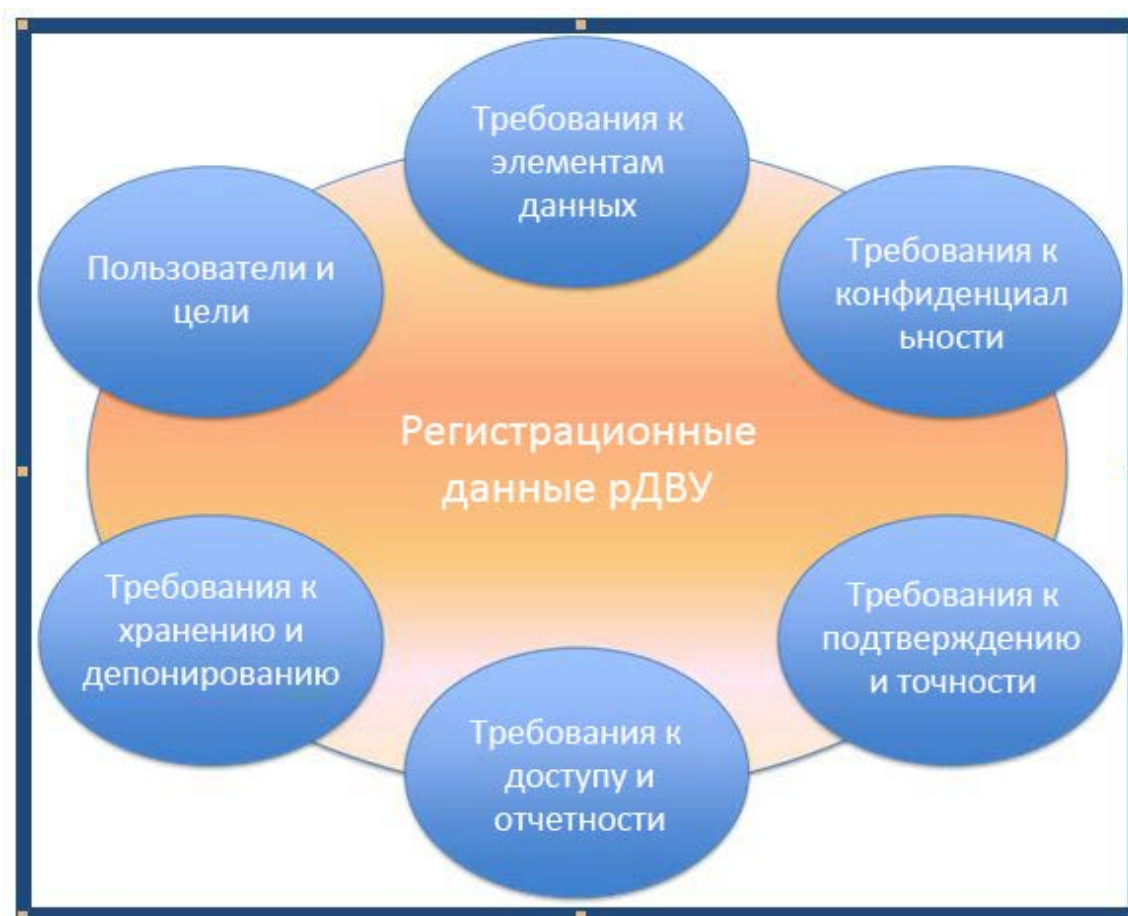 Требования к
элементам
данных
Пользователи и
цели
Требования к
конфиденциал
ьности
Регистрационные
данные рДВУ
Требования к
хранению и
депонированию
Требования к
подтверждению
и точности
Требования к
доступу и
отчетности